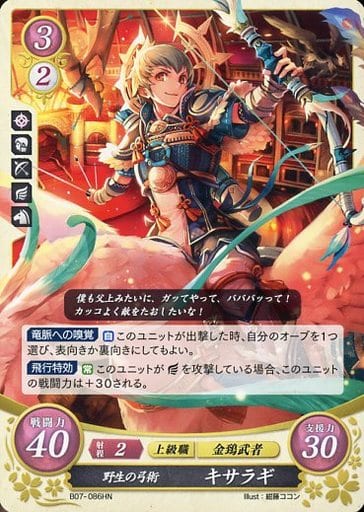 3
2
僕も父上みたいに、ガッてやって、バババッって!
カッコよく敵をたおしたいな!
竜脈への嗅覚 自 このユニットが出撃した時、自分のオーブを1つ
選び、表向きか裏向きにしてもよい。
飛行特効 常 このユニットが を攻撃している場合、このユニット
の戦闘力は+30される。
戦闘力 40
射程 2
上級職 金鵄武者
支援力 30
野生の弓術 キサラギ
B07-086HN
Illust:紺藤ココン